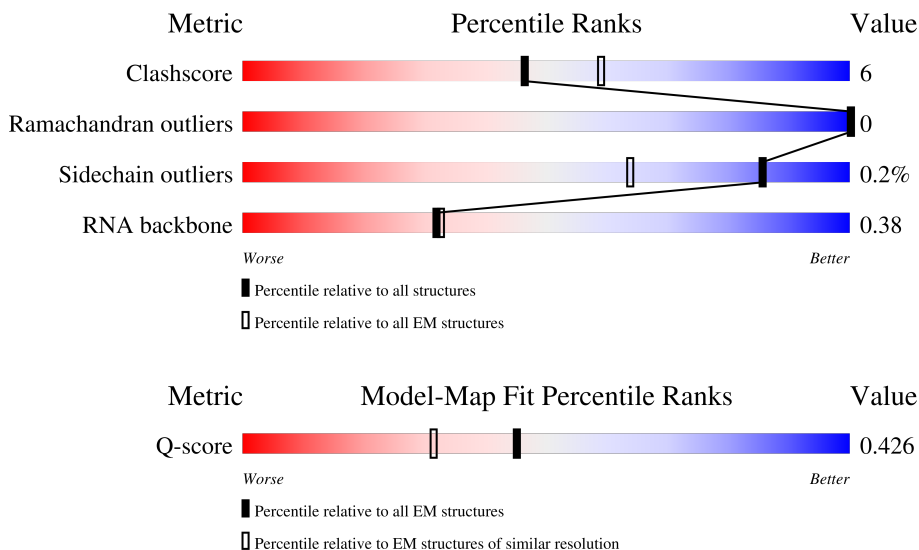 Metric Percentile Ranks Value
Clashscore 6
Ramachandran outliers 0
Sidechain outliers 0.2%
RNA backbone 0.38
Worse Better
Percentile relative to all structures
Percentile relative to all EM structures
Metric Model-Map Fit Percentile Ranks Value
Q-score 0.426
Worse Better
Percentile relative to all EM structures
Percentile relative to EM structures of similar resolution